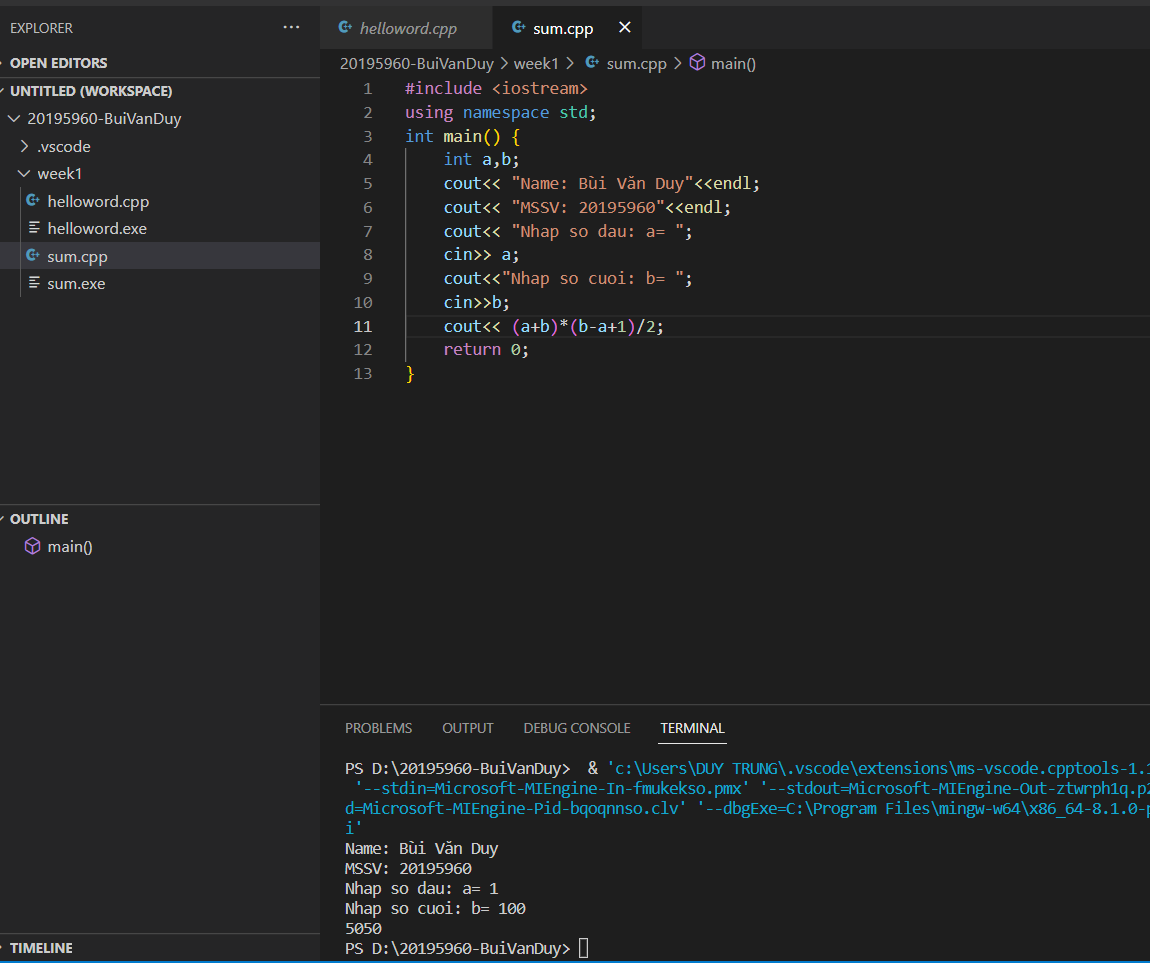 EXPLORER
···
OPEN EDITORS
UNTITLED (WORKSPACE)
20195960-BuiVanDuy
.vscode
week1
helloword.cpp
helloword.exe
sum.cpp
sum.exe
OUTLINE
main()
TIMELINE
helloword.cpp
sum.cpp
20195960-BuiVanDuy > week1 > sum.cpp > main()
1 #include <iostream>
2 using namespace std;
3 int main() {
4 int a,b;
5 cout<< "Name: Bùi Văn Duy"<<endl;
6 cout<< "MSSV: 20195960"<<endl;
7 cout<< "Nhap so dau: a= ";
8 cin>> a;
9 cout<<"Nhap so cuoi: b= ";
10 cin>>b;
11 cout<< (a+b)*(b-a+1)/2;
12 return 0;
13 }
PROBLEMS OUTPUT DEBUG CONSOLE TERMINAL
PS D:\20195960-BuiVanDuy>  & 'c:\Users\DUY TRUNG\.vscode\extensions\ms-vscode.cpptools-1.1
'--stdin=Microsoft-MIEngine-In-fmukekso.pmx' '--stdout=Microsoft-MIEngine-Out-ztwrph1q.p2
d=Microsoft-MIEngine-Pid-bqoqnnso.clv' '--dbgExe=C:\Program Files\mingw-w64\x86_64-8.1.0-p
i'
Name: Bùi Văn Duy
MSSV: 20195960
Nhap so dau: a= 1
Nhap so cuoi: b= 100
5050
PS D:\20195960-BuiVanDuy>